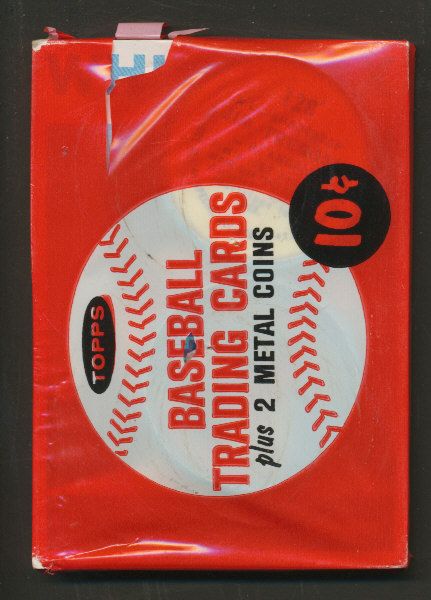 TOPPS
BASEBALL
TRADING CARDS
plus 2 METAL COINS
10¢